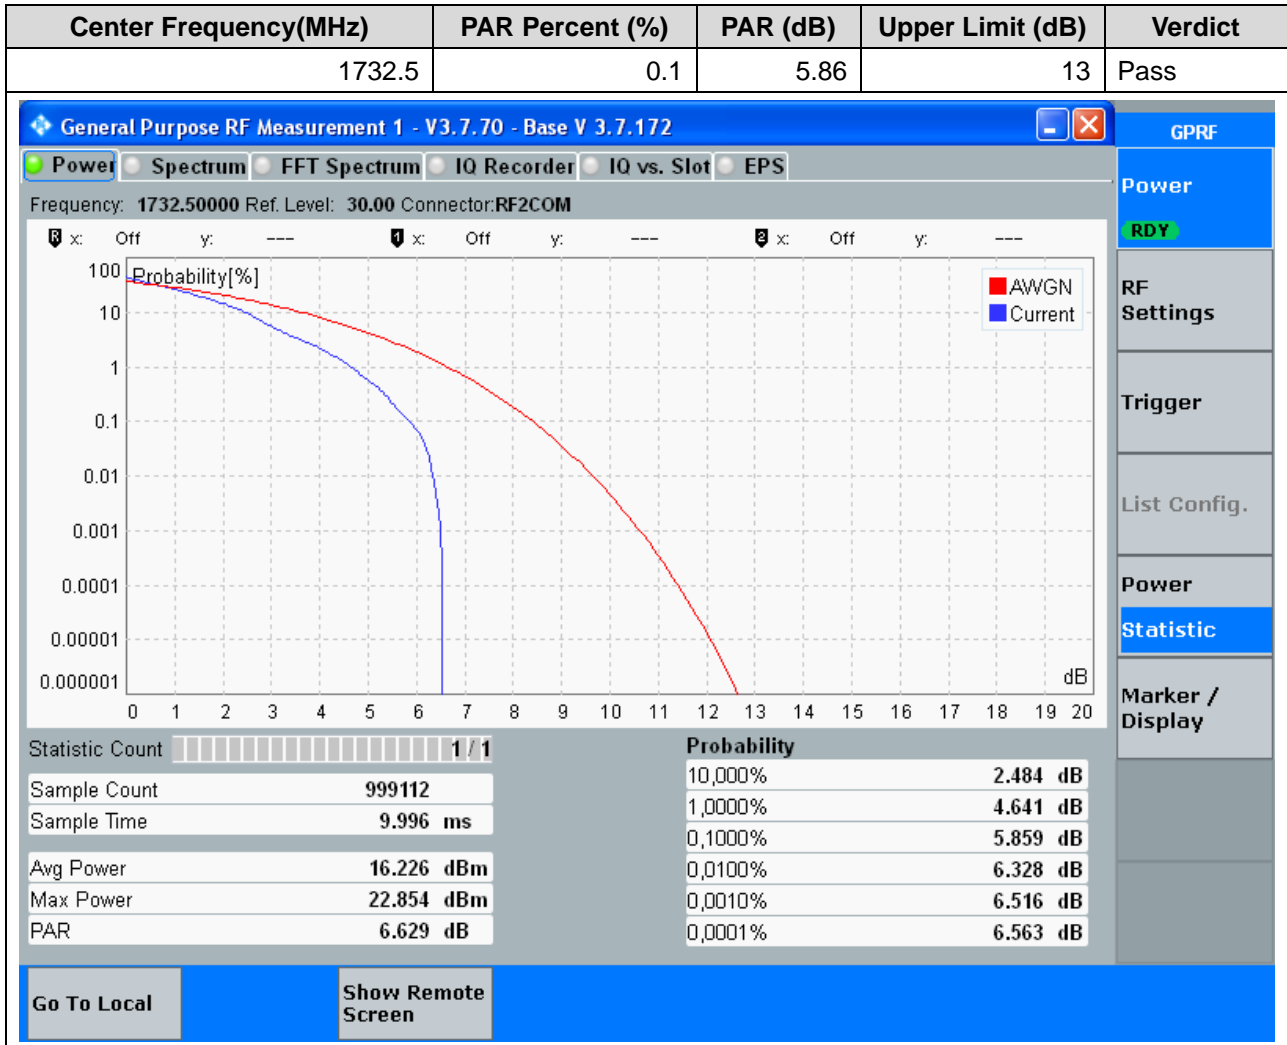 Center Frequency(MHz) PAR Percent (%) PAR (dB) Upper Limit (dB) Verdict
1732.5 0.1 5.86 13 Pass
General Purpose RF Measurement 1 - V3.7.70 - Base V 3.7.172
GPRF
Power Spectrum FFT Spectrum IQ Recorder IQ vs. Slot EPS
Frequency: 1732.50000 Ref. Level: 30.00 Connector:RF2COM
R x: Off y: --- 1 x: Off y: --- 2 x: Off y: ---
Probability[%]
AWGN
Current
100
10
1
0.1
0.01
0.001
0.0001
0.00001
0.000001
dB
0 1 2 3 4 5 6 7 8 9 10 11 12 13 14 15 16 17 18 19 20
Statistic Count 1 / 1
Sample Count 999112
Sample Time 9.996 ms
Avg Power 16.226 dBm
Max Power 22.854 dBm
PAR 6.629 dB
Probability
10,000% 2.484 dB
1,0000% 4.641 dB
0,1000% 5.859 dB
0,0100% 6.328 dB
0,0010% 6.516 dB
0,0001% 6.563 dB
Power
RDY
RF
Settings
Trigger
List Config.
Power
Statistic
Marker /
Display
Go To Local
Show Remote
Screen